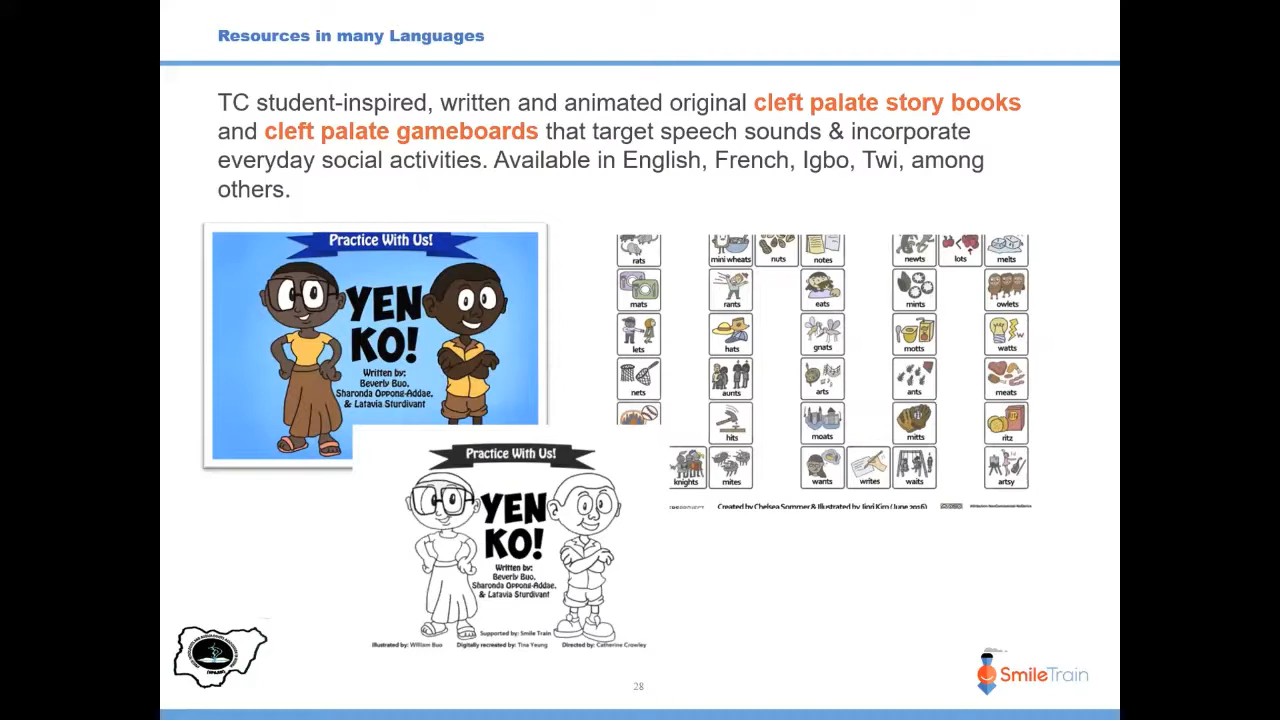 Resources in many Languages
TC student-inspired, written and animated original cleft palate story books
and cleft palate gameboards that target speech sounds & incorporate
everyday social activities. Available in English, French, Igbo, Twi, among
others.
Practice With Us!
YEN
KO!
Written by:
Beverly Buo,
Sharonda Oppong-Addae,
& Latavia Sturdivant
rats mini wheats nuts notes newts lots melts
mats rants eats mints owlets
lets hats gnats motts watts
nets aunts arts ants meats
hits moats mitts ritz
knights mites wants writes waits artsy
Created by Chelsea Sommer & Illustrated by Jinri Kim (June 2016)
Practice With Us!
YEN
KO!
Written by:
Beverly Buo,
Sharonda Oppong-Addae,
& Latavia Sturdivant
Supported by: Smile Train
Illustrated by: William Buo Digitally recreated by: Tina Yeung Directed by: Catherine Crowley
28
SmileTrain